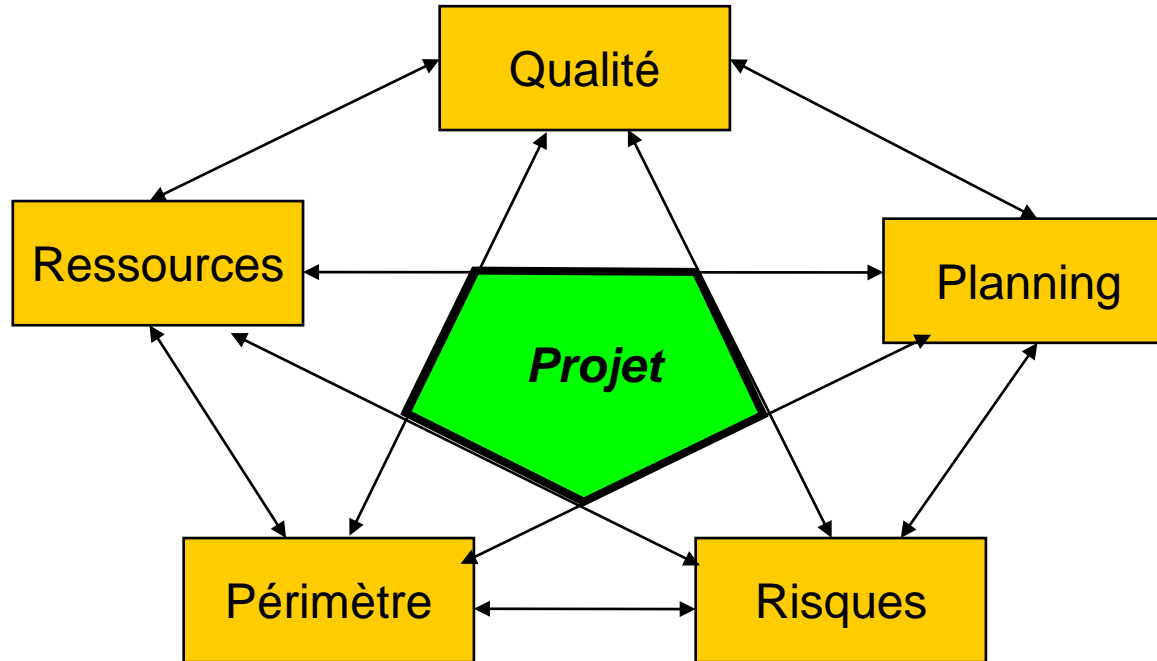 Qualité
Ressources
Planning
Projet
Périmètre
Risques